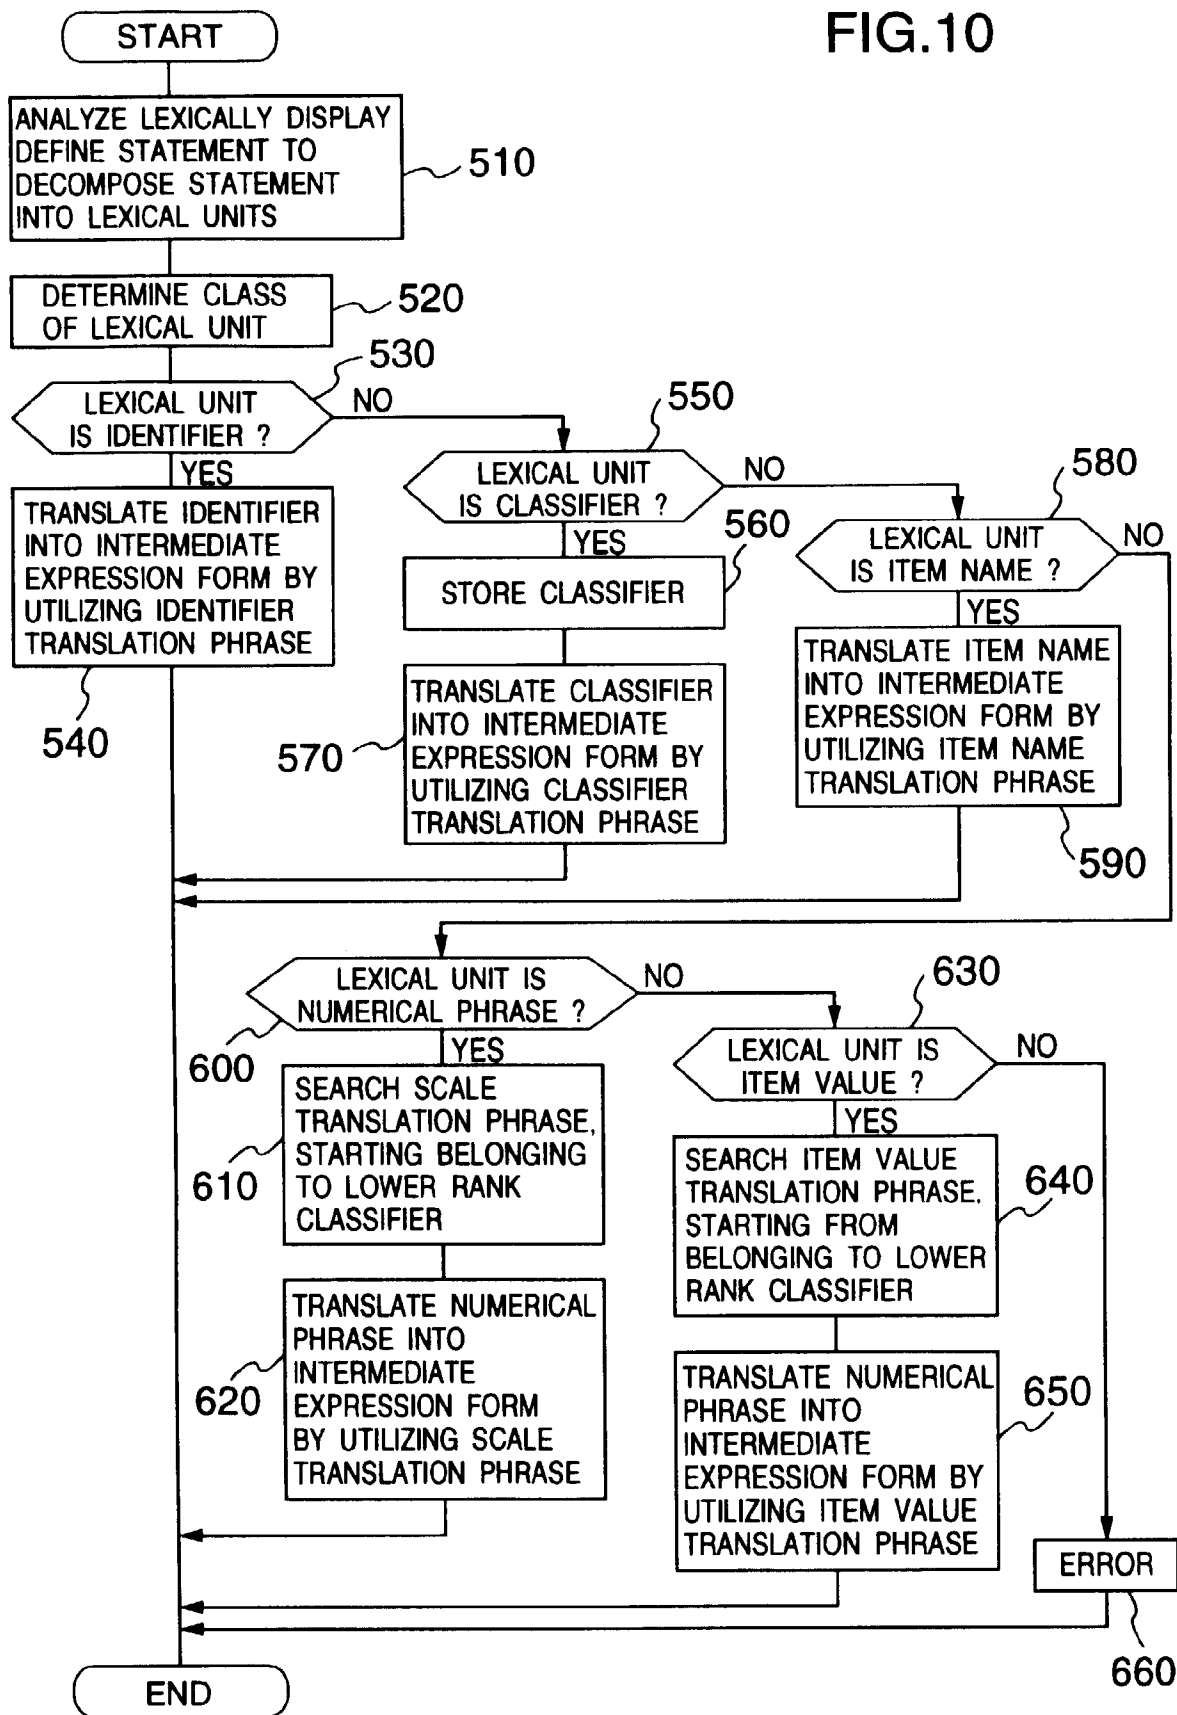 FIG.10
START
ANALYZE LEXICALLY DISPLAY
DEFINE STATEMENT TO
DECOMPOSE STATEMENT
INTO LEXICAL UNITS
510
DETERMINE CLASS
OF LEXICAL UNIT
520
530
LEXICAL UNIT
IS IDENTIFIER ?
NO
YES
TRANSLATE IDENTIFIER
INTO INTERMEDIATE
EXPRESSION FORM BY
UTILIZING IDENTIFIER
TRANSLATION PHRASE
540
550
LEXICAL UNIT
IS CLASSIFIER ?
NO
YES
560
STORE CLASSIFIER
TRANSLATE CLASSIFIER
INTO INTERMEDIATE
EXPRESSION FORM BY
UTILIZING CLASSIFIER
TRANSLATION PHRASE
570
580
LEXICAL UNIT
IS ITEM NAME ?
NO
YES
TRANSLATE ITEM NAME
INTO INTERMEDIATE
EXPRESSION FORM BY
UTILIZING ITEM NAME
TRANSLATION PHRASE
590
LEXICAL UNIT IS
NUMERICAL PHRASE ?
NO
600
YES
SEARCH SCALE
TRANSLATION PHRASE,
STARTING BELONGING
TO LOWER RANK
CLASSIFIER
610
TRANSLATE NUMERICAL
PHRASE INTO
INTERMEDIATE
EXPRESSION FORM
BY UTILIZING SCALE
TRANSLATION PHRASE
620
630
LEXICAL UNIT IS
ITEM VALUE ?
NO
YES
SEARCH ITEM VALUE
TRANSLATION PHRASE,
STARTING FROM
BELONGING TO LOWER
RANK CLASSIFIER
640
TRANSLATE NUMERICAL
PHRASE INTO
INTERMEDIATE
EXPRESSION FORM BY
UTILIZING ITEM VALUE
TRANSLATION PHRASE
650
ERROR
660
END